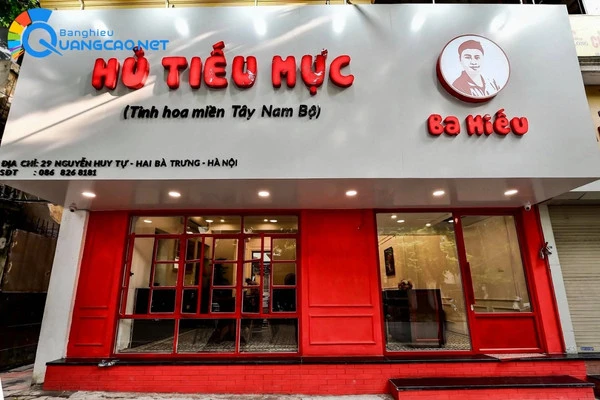 Banghieu
QUANGCAO.NET
HỦ TIẾU MỰC
(Tinh hoa miền Tây Nam Bộ)
Ba Hiếu
ĐỊA CHỈ: 29 NGUYỄN HUY TỰ - HAI BÀ TRƯNG - HÀ NỘI
SĐT : 086 826 8181